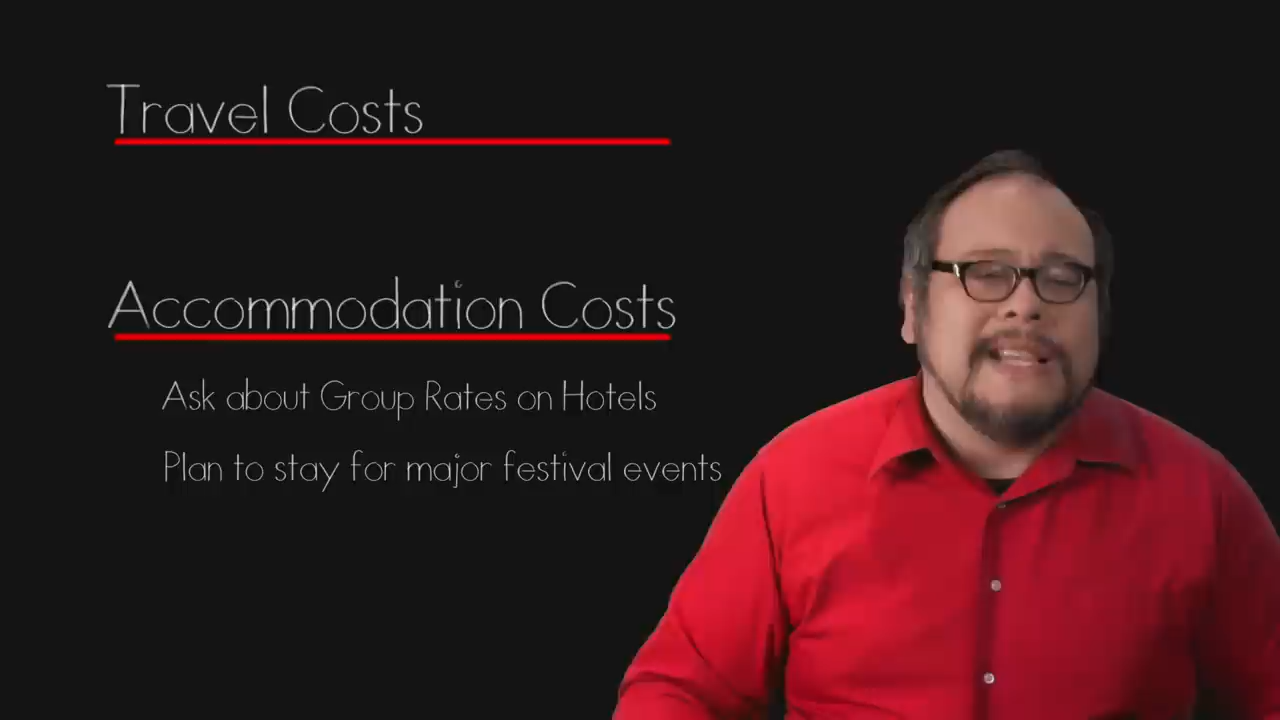 Travel Costs
Accommodation Costs
Ask about Group Rates on Hotels
Plan to stay for major festival events